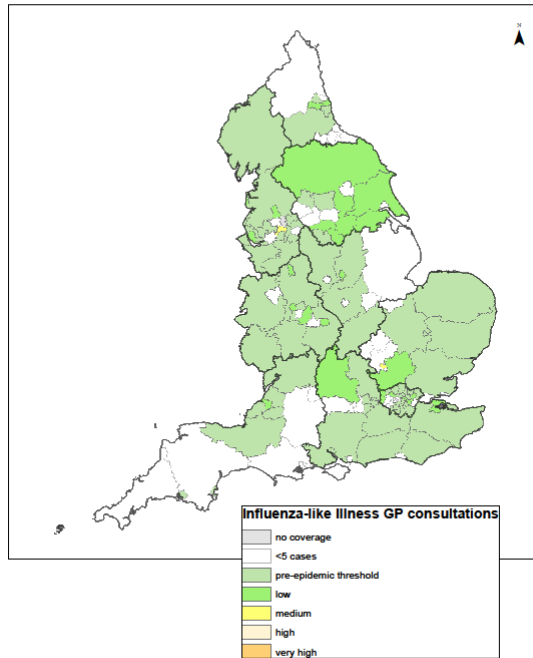 N
Influenza-like Illness GP consultations
no coverage
<5 cases
pre-epidemic threshold
low
medium
high
very high